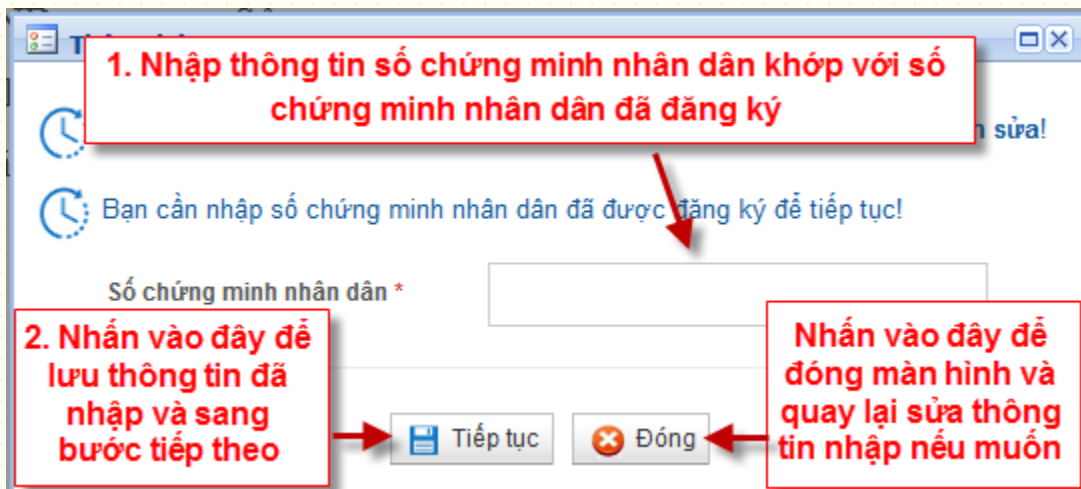 1. Nhập thông tin số chứng minh nhân dân khớp với số
chứng minh nhân dân đã đăng ký
sửa!
Bạn cần nhập số chứng minh nhân dân đã được đăng ký để tiếp tục!
Số chứng minh nhân dân *
2. Nhấn vào đây để
lưu thông tin đã
nhập và sang
bước tiếp theo
Tiếp tục
Đóng
Nhấn vào đây để
đóng màn hình và
quay lại sửa thông
tin nhập nếu muốn